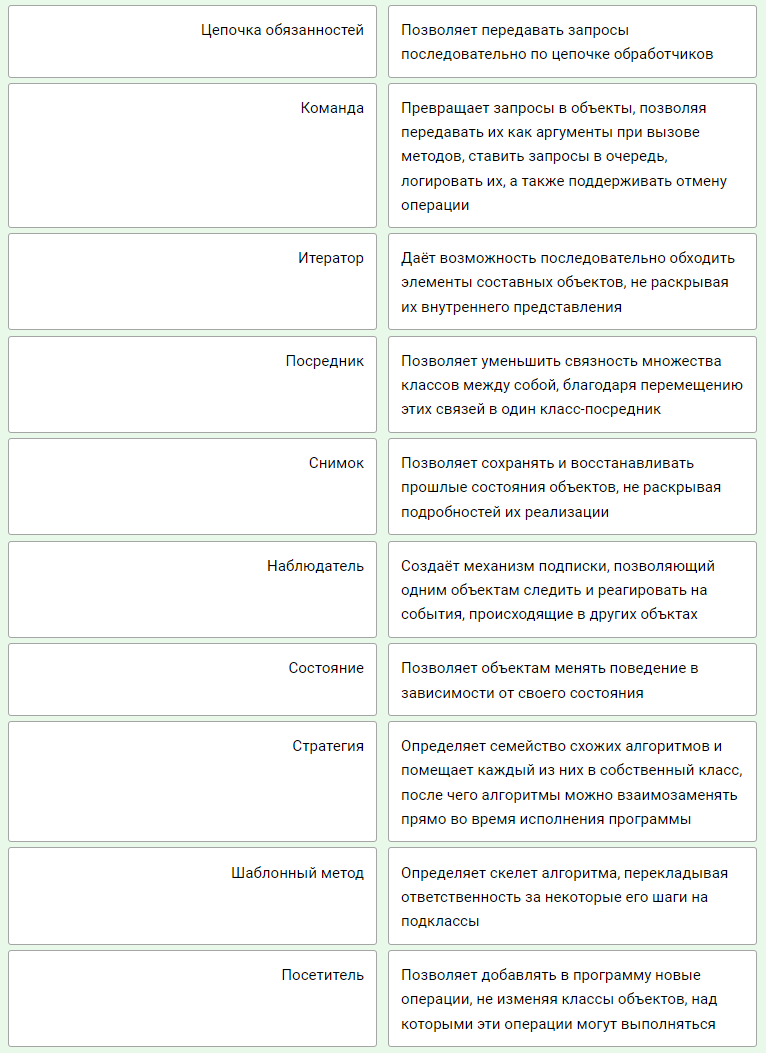 Цепочка обязанностей
Позволяет передавать запросы
последовательно по цепочке обработчиков
Команда
Превращает запросы в объекты, позволяя
передавать их как аргументы при вызове
методов, ставить запросы в очередь,
логировать их, а также поддерживать отмену
операции
Итератор
Даёт возможность последовательно обходить
элементы составных объектов, не раскрывая
их внутреннего представления
Посредник
Позволяет уменьшить связность множества
классов между собой, благодаря перемещению
этих связей в один класс-посредник
Снимок
Позволяет сохранять и восстанавливать
прошлые состояния объектов, не раскрывая
подробностей их реализации
Наблюдатель
Создаёт механизм подписки, позволяющий
одним объектам следить и реагировать на
события, происходящие в других объктах
Состояние
Позволяет объектам менять поведение в
зависимости от своего состояния
Стратегия
Определяет семейство схожих алгоритмов и
помещает каждый из них в собственный класс,
после чего алгоритмы можно взаимозаменять
прямо во время исполнения программы
Шаблонный метод
Определяет скелет алгоритма, перекладывая
ответственность за некоторые его шаги на
подклассы
Посетитель
Позволяет добавлять в программу новые
операции, не изменяя классы объектов, над
которыми эти операции могут выполняться